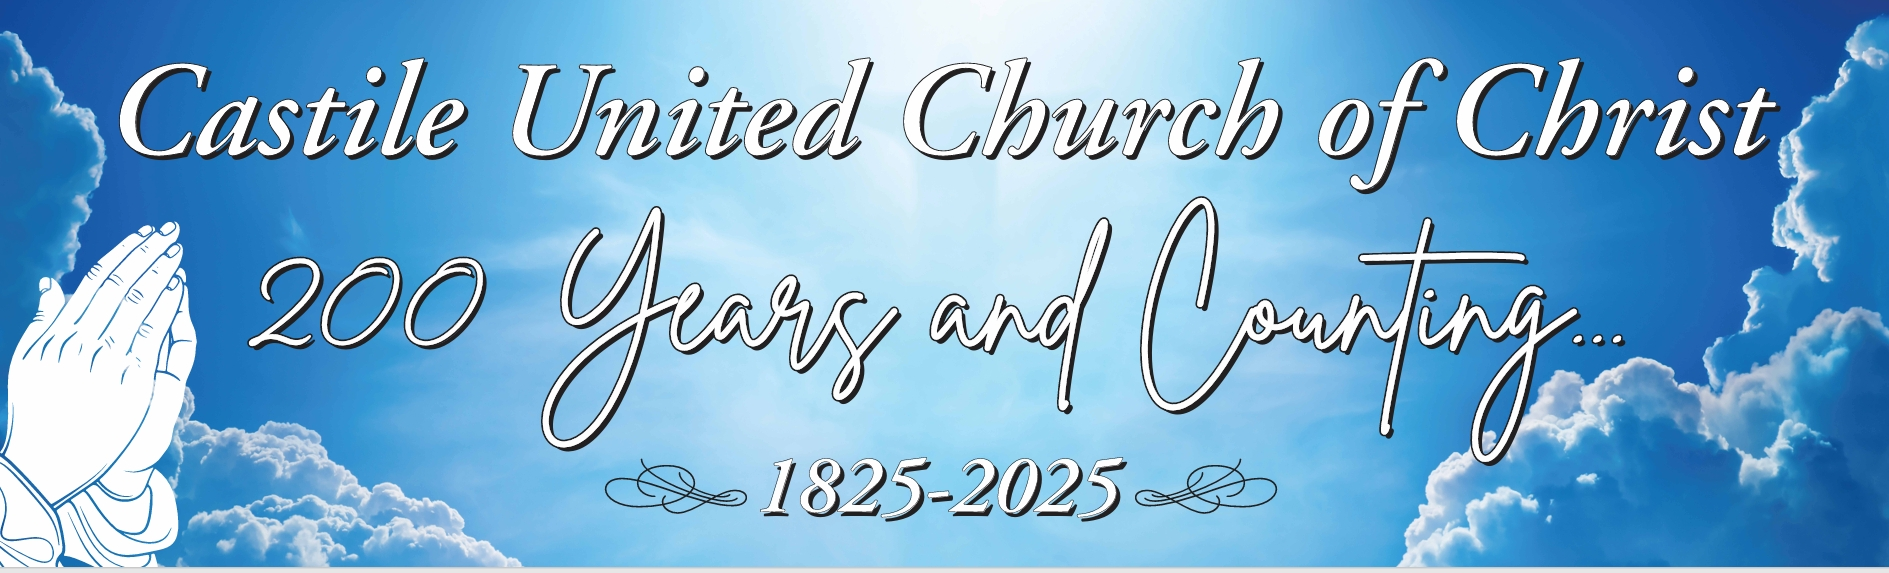 Castile United Church of Christ
200 Years and Counting...
1825-2025